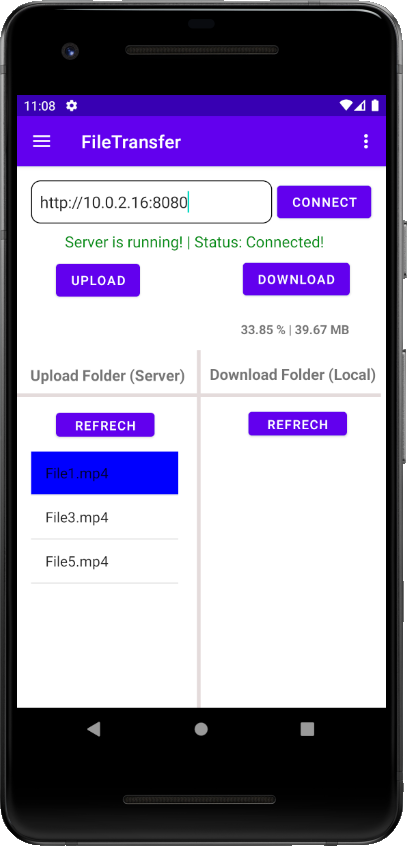 11:08
FileTransfer
http://10.0.2.16:8080 CONNECT
Server is running! | Status: Connected!
UPLOAD DOWNLOAD
33.85 % | 39.67 MB
Upload Folder (Server) Download Folder (Local)
REFRECH REFRECH
File1.mp4
File3.mp4
File5.mp4